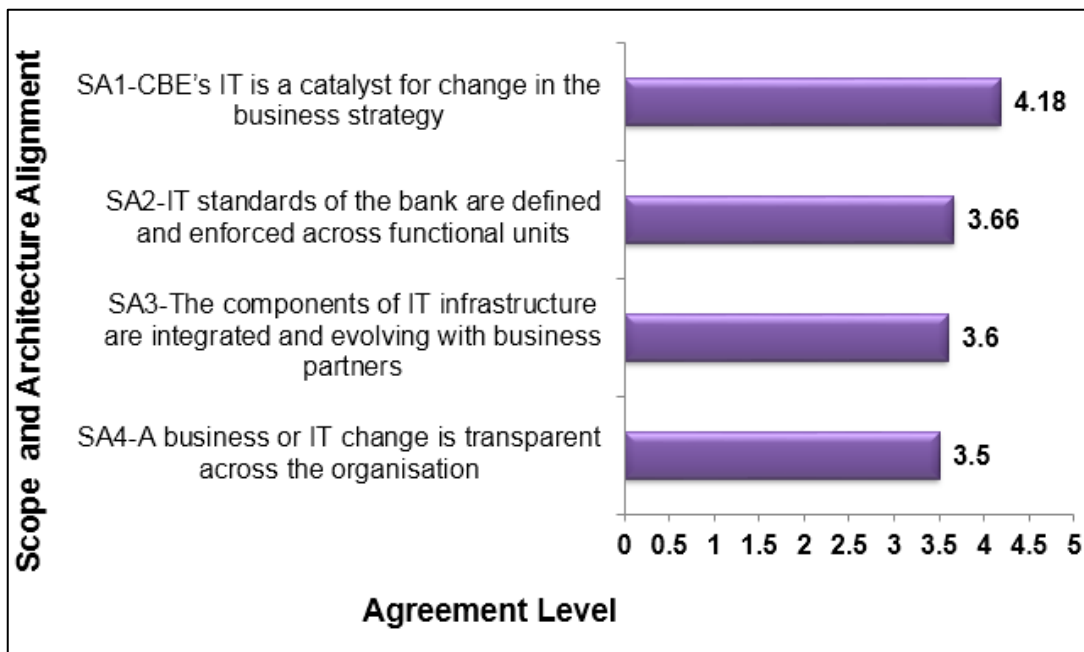 Scope and Architecture Alignment
SA1-CBE’s IT is a catalyst for change in the
business strategy
4.18
SA2-IT standards of the bank are defined
and enforced across functional units
3.66
SA3-The components of IT infrastructure
are integrated and evolving with business
partners
3.6
SA4-A business or IT change is transparent
across the organisation
3.5
0 0.5 1 1.5 2 2.5 3 3.5 4 4.5 5
Agreement Level